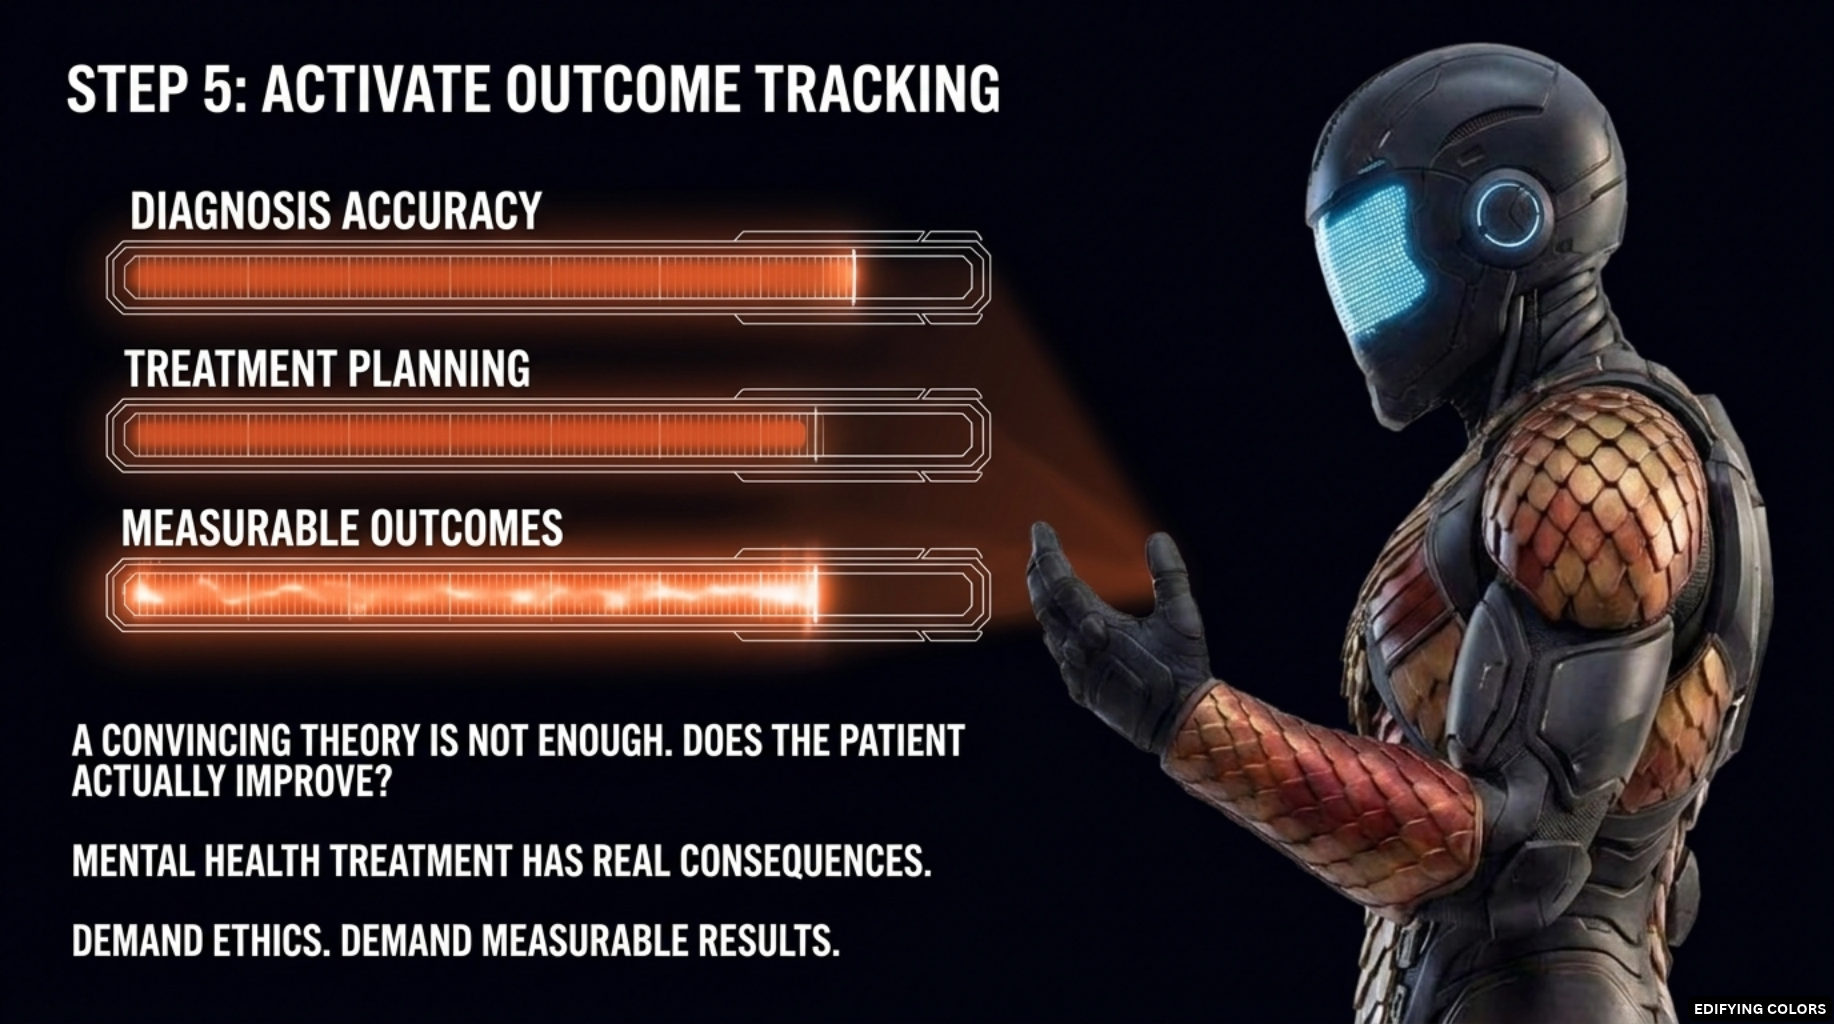 STEP 5: ACTIVATE OUTCOME TRACKING
DIAGNOSIS ACCURACY
TREATMENT PLANNING
MEASURABLE OUTCOMES
A CONVINCING THEORY IS NOT ENOUGH. DOES THE PATIENT
ACTUALLY IMPROVE?
MENTAL HEALTH TREATMENT HAS REAL CONSEQUENCES.
DEMAND ETHICS. DEMAND MEASURABLE RESULTS.
EDIFYING COLORS